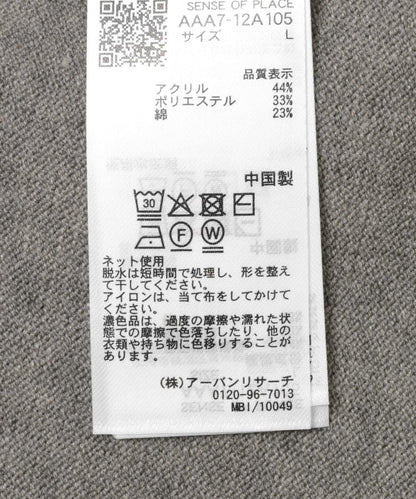 SENSE OF PLACE
AAA7-12A105
サイズ L
品質表示
アクリル 44%
ポリエステル 33%
綿 23%
中国製
30
F W
ネット使用
脱水は短時間で処理し、形を整え
て干してください。
アイロンは、当て布をしてかけて
ください。
濃色品は、過度の摩擦や濡れた状
態での摩擦で色落ちしたり、他の
衣類や持ち物に色移りすることが
あります。
(株)アーバンリサーチ
0120-96-7013
MBI/10049